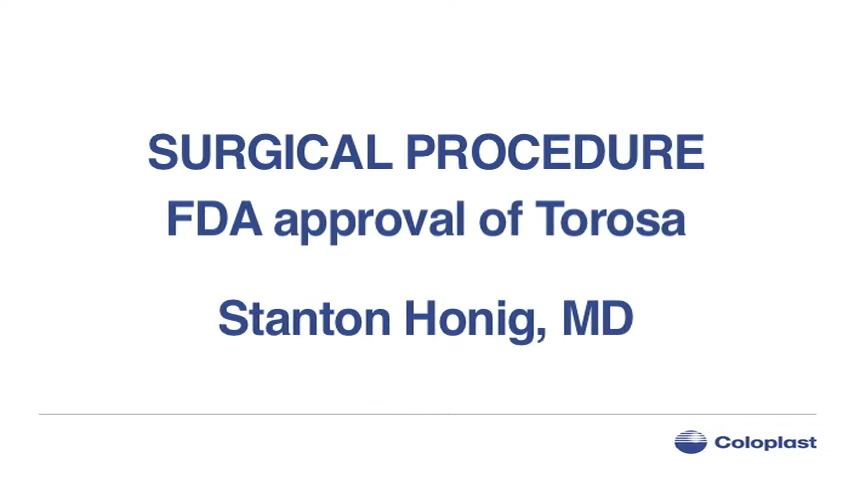 SURGICAL PROCEDURE
FDA approval of Torosa
Stanton Honig, MD
Coloplast